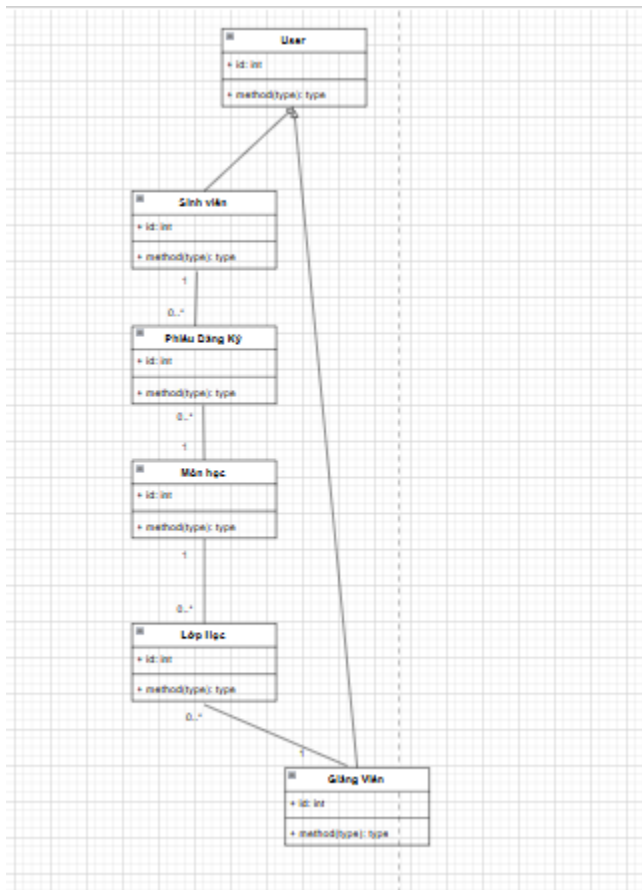 User
+ id: int
+ method(type): type
Sinh viên
+ id: int
+ method(type): type
1
0..*
Phiếu Đăng Ký
+ id: int
+ method(type): type
0..*
1
Môn học
+ id: int
+ method(type): type
1
0..*
Lớp Học
+ id: int
+ method(type): type
0..*
1
Giảng Viên
+ id: int
+ method(type): type